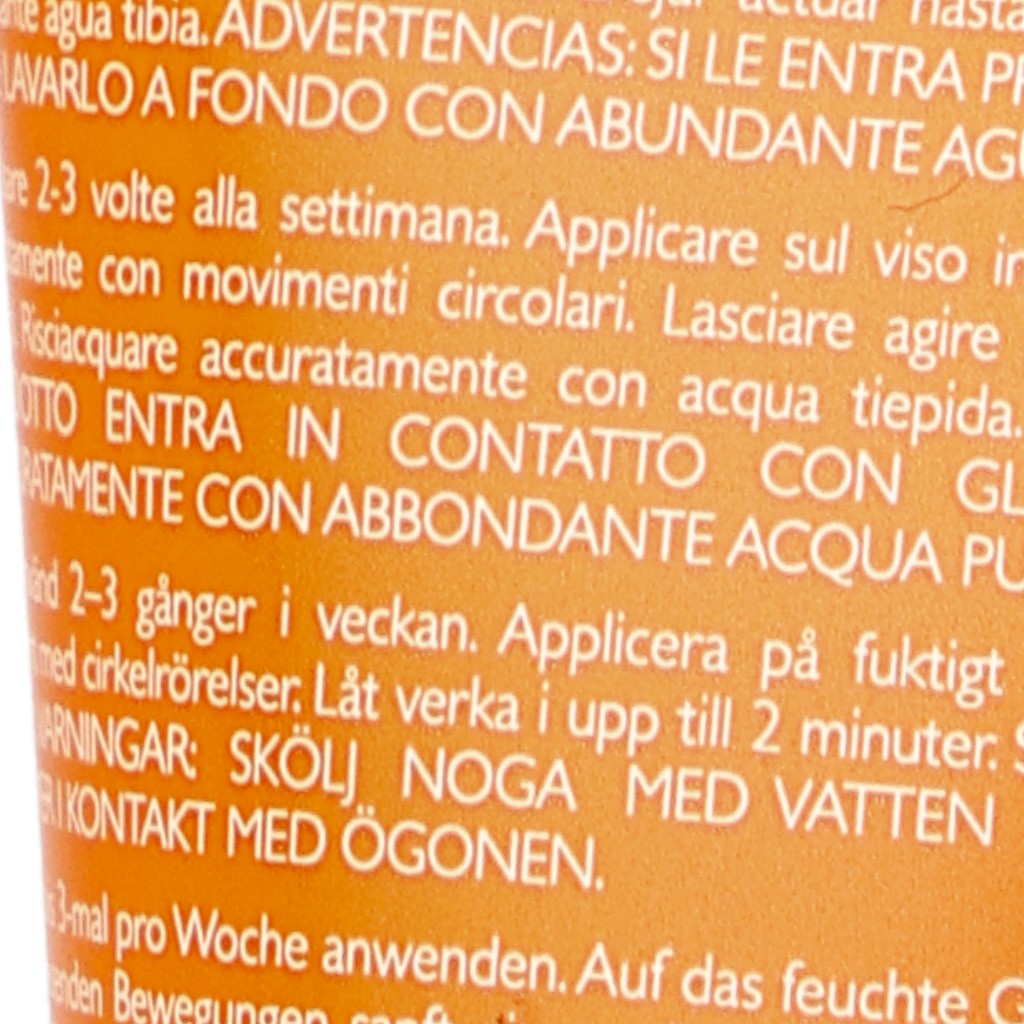 agua tibia. ADVERTENCIAS: SI LE ENTRA
LAVARLO A FONDO CON ABUNDANTE
2-3 volte alla settimana. Applicare sul viso
con movimenti circolari. Lasciare agire
Risciacquare accuratamente con acqua tiepida.
ENTRA IN CONTATTO CON
CON ABBONDANTE ACQUA
2–3 gånger i veckan. Applicera på fuktigt
med cirkelrörelser. Låt verka i upp till 2 minuter.
SKÖLJ NOGA MED VATTEN
I KONTAKT MED ÖGONEN.
3-mal pro Woche anwenden. Auf das feuchte
Bewegungen